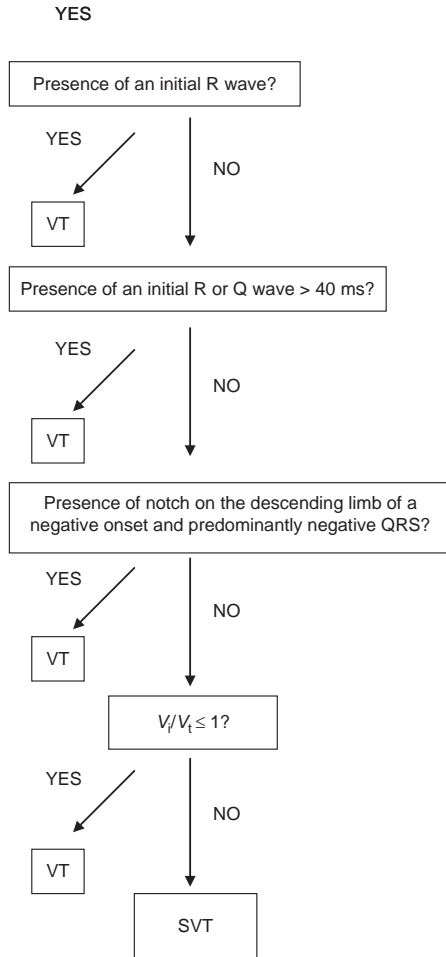 YES
Presence of an initial R wave?
YES
NO
VT
Presence of an initial R or Q wave > 40 ms?
YES
NO
VT
Presence of notch on the descending limb of a
negative onset and predominantly negative QRS?
YES
NO
VT
Vi/Vt ≤ 1?
YES
NO
VT
SVT